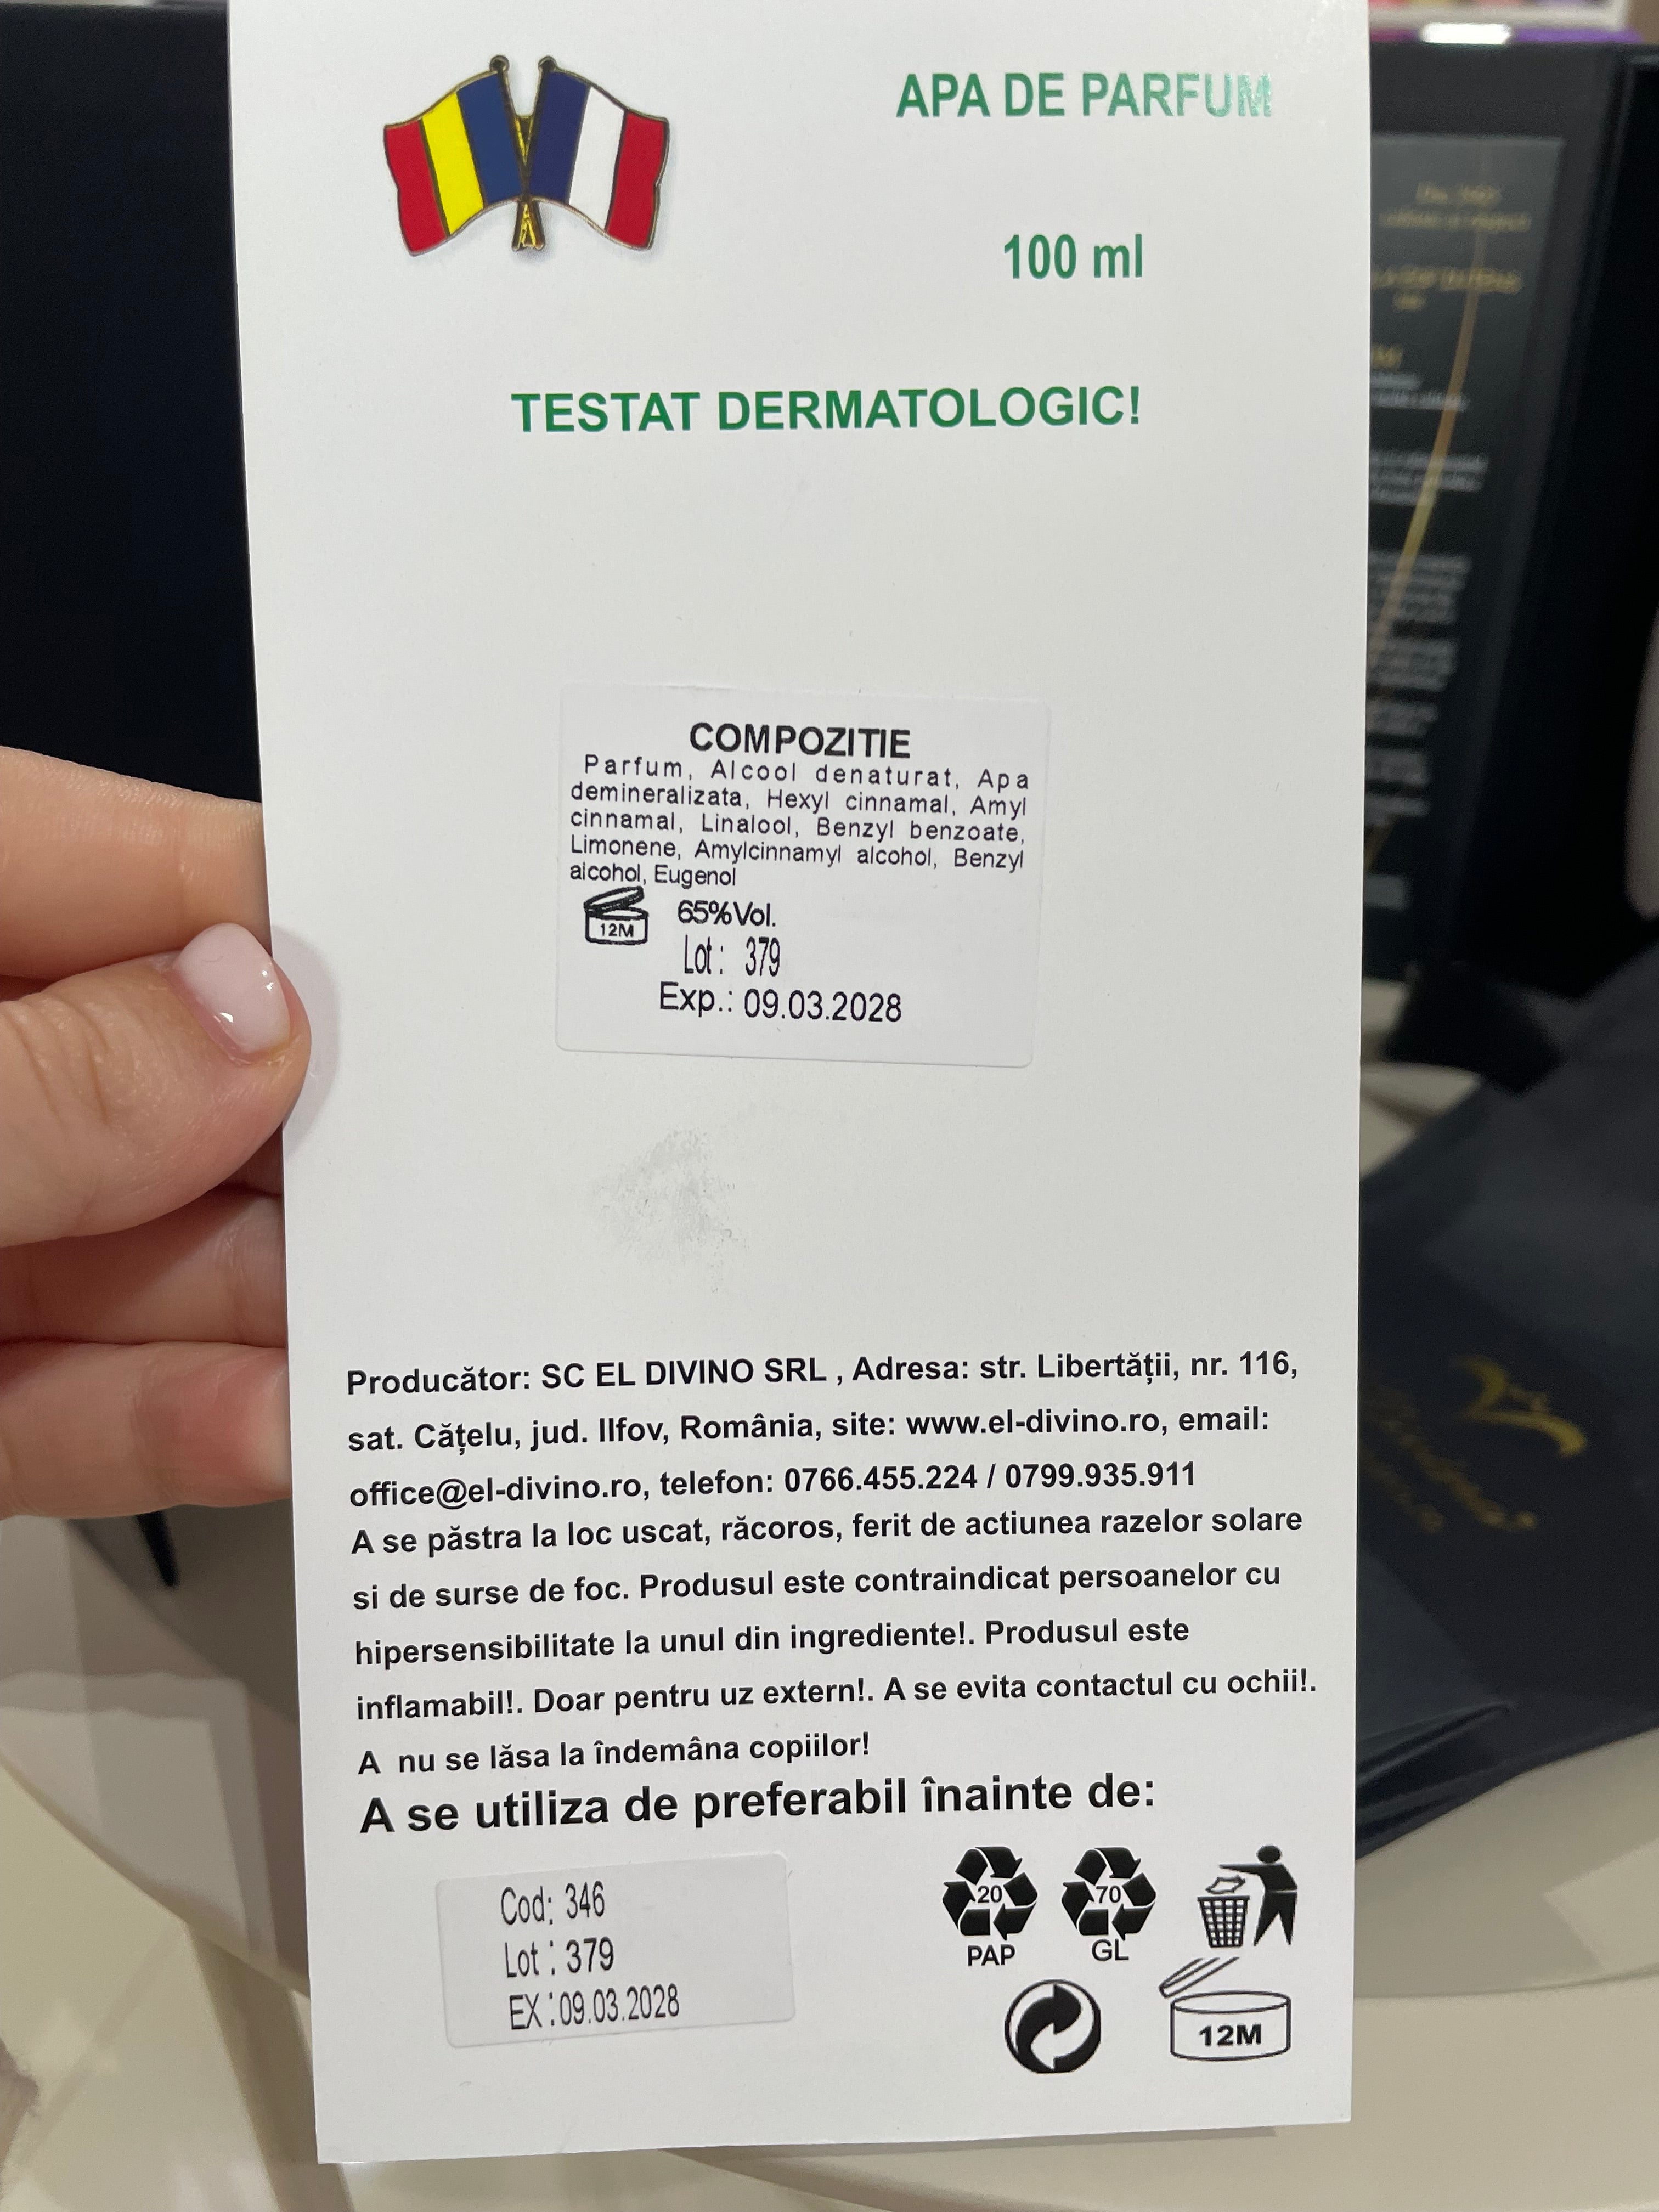 APA DE PARFUM
100 ml
TESTAT DERMATOLOGIC!
COMPOZITIE
Parfum, Alcool denaturat, Apa
demineralizata, Hexyl cinnamal, Amyl
cinnamal, Linalool, Benzyl benzoate,
Limonene, Amylcinnamyl alcohol, Benzyl
alcohol, Eugenol
12M
65%Vol.
Lot: 379
Exp.: 09.03.2028
Producător: SC EL DIVINO SRL , Adresa: str. Libertății, nr. 116,
sat. Cățelu, jud. Ilfov, România, site: www.el-divino.ro, email:
office@el-divino.ro, telefon: 0766.455.224 / 0799.935.911
A se păstra la loc uscat, răcoros, ferit de actiunea razelor solare
si de surse de foc. Produsul este contraindicat persoanelor cu
hipersensibilitate la unul din ingrediente!. Produsul este
inflamabil!. Doar pentru uz extern!. A se evita contactul cu ochii!.
A nu se lăsa la îndemâna copiilor!
A se utiliza de preferabil înainte de:
Cod: 346
Lot : 379
EX :09.03.2028
20
PAP
70
GL
12M